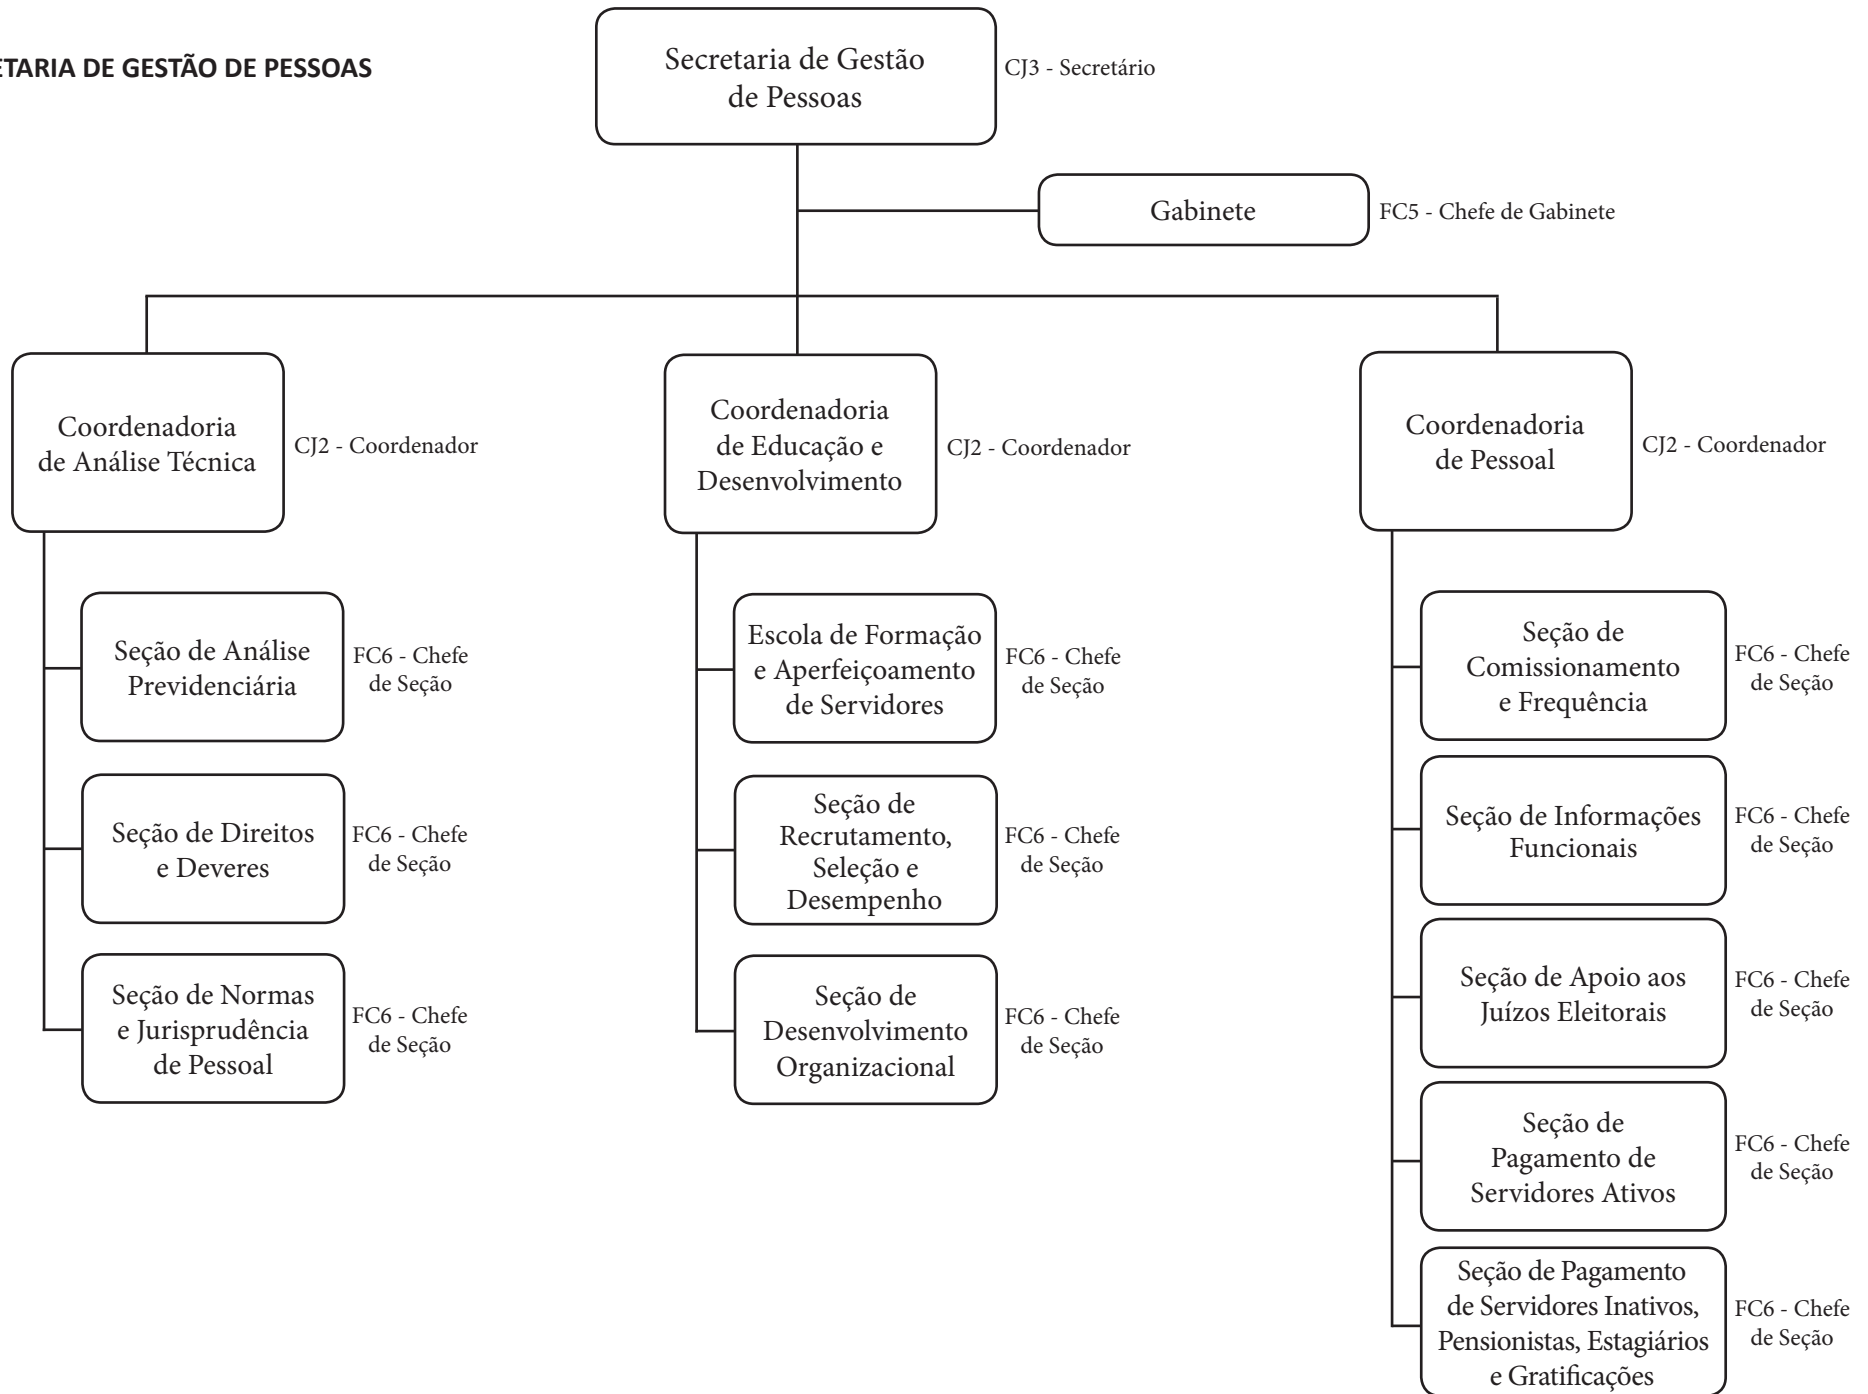 ETARIA DE GESTÃO DE PESSOAS
Secretaria de Gestão
de Pessoas
CJ3 - Secretário
Gabinete
FC5 - Chefe de Gabinete
Coordenadoria
de Análise Técnica
CJ2 - Coordenador
Coordenadoria
de Educação e
Desenvolvimento
CJ2 - Coordenador
Coordenadoria
de Pessoal
CJ2 - Coordenador
Seção de Análise
Previdenciária
FC6 - Chefe
de Seção
Seção de Direitos
e Deveres
FC6 - Chefe
de Seção
Seção de Normas
e Jurisprudência
de Pessoal
FC6 - Chefe
de Seção
Escola de Formação
e Aperfeiçoamento
de Servidores
FC6 - Chefe
de Seção
Seção de
Recrutamento,
Seleção e
Desempenho
FC6 - Chefe
de Seção
Seção de
Desenvolvimento
Organizacional
FC6 - Chefe
de Seção
Seção de
Comissionamento
e Frequência
FC6 - Chefe
de Seção
Seção de Informações
Funcionais
FC6 - Chefe
de Seção
Seção de Apoio aos
Juízos Eleitorais
FC6 - Chefe
de Seção
Seção de
Pagamento de
Servidores Ativos
FC6 - Chefe
de Seção
Seção de Pagamento
de Servidores Inativos,
Pensionistas, Estagiários
e Gratificações
FC6 - Chefe
de Seção